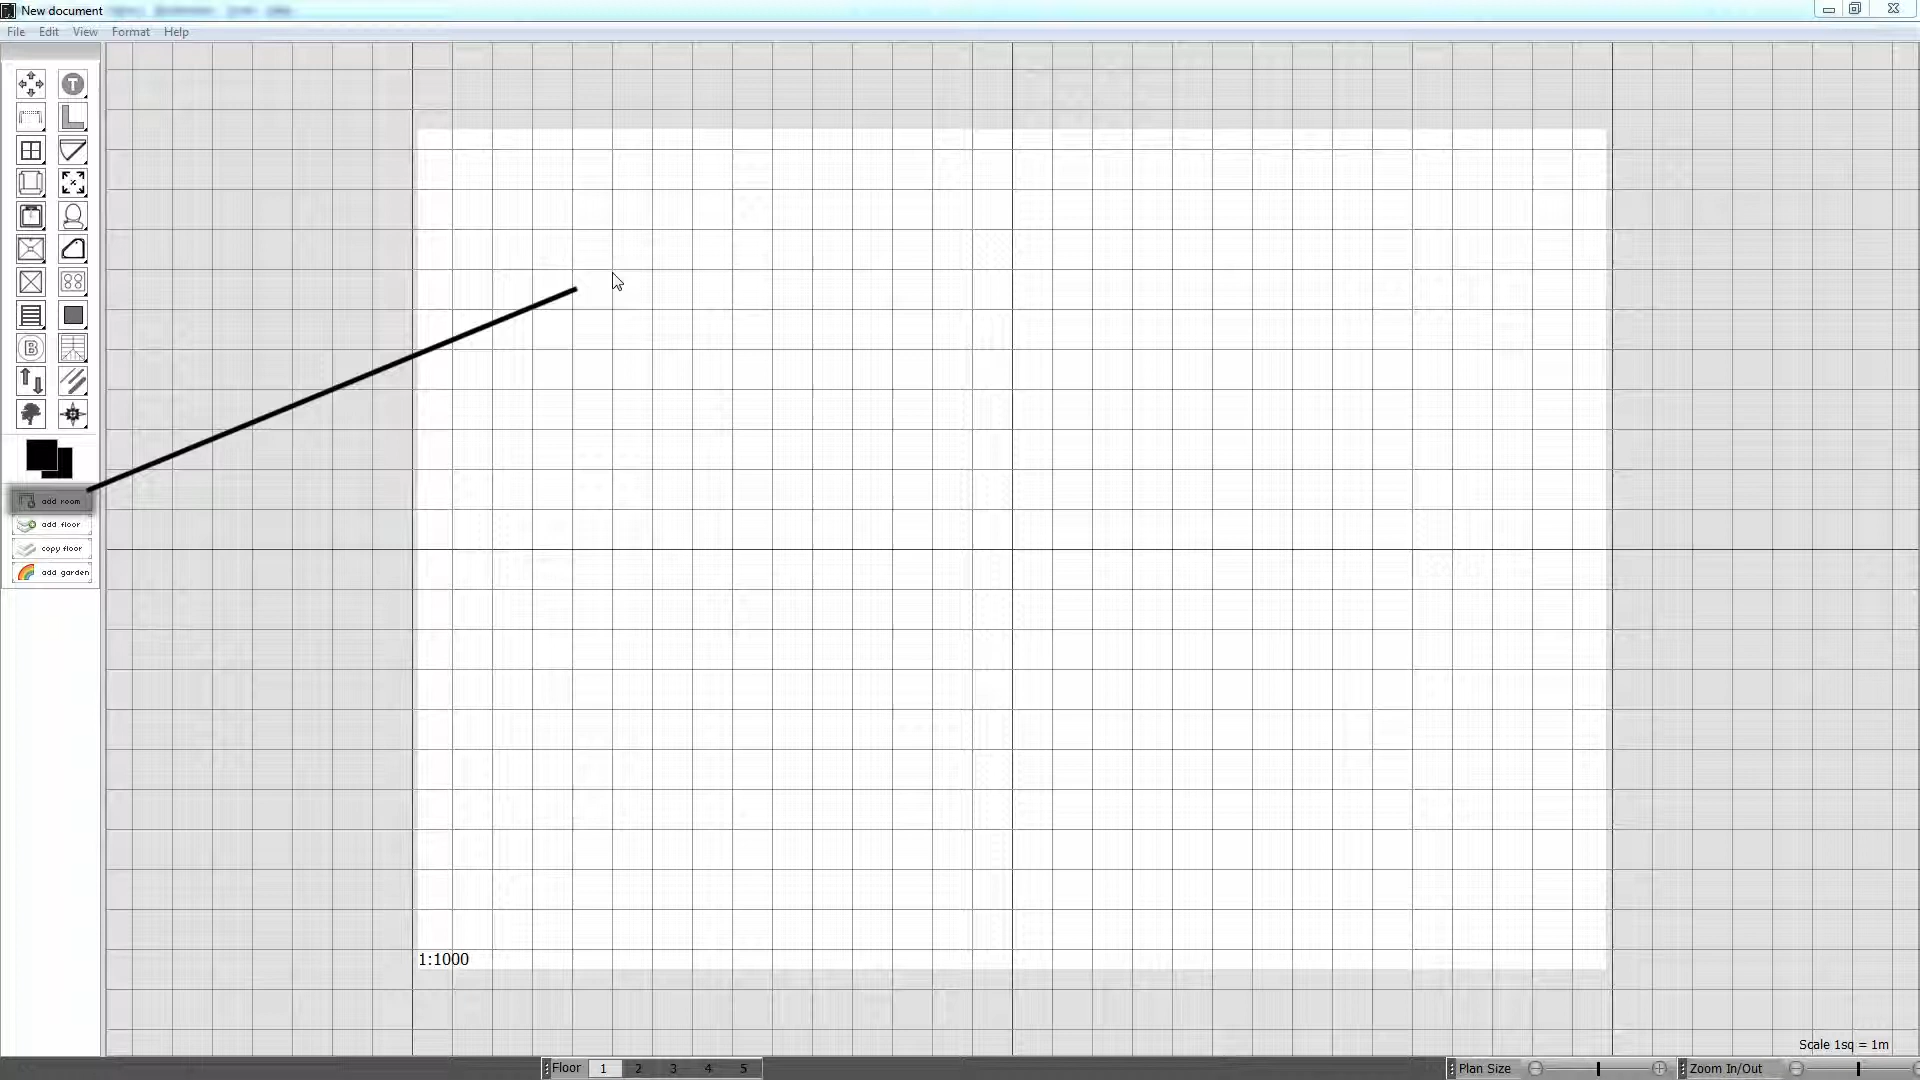 New document
File Edit View Format Help
T
B
add room
add floor
copy floor
add garden
1:1000
Scale 1sq = 1m
Floor 1 2 3 4 5
Plan Size
Zoom In/Out